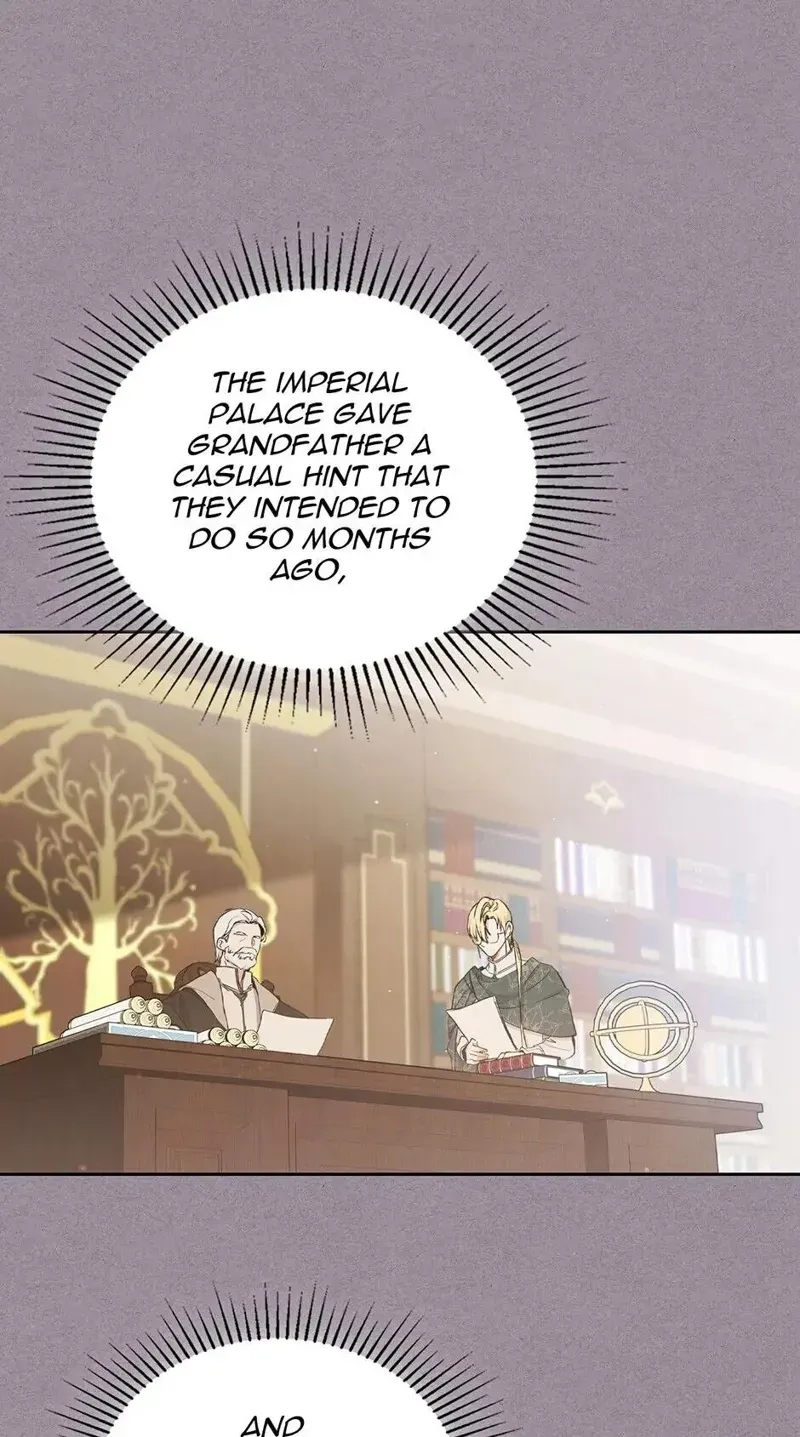 THE IMPERIAL
PALACE GAVE
GRANDFATHER A
CASUAL HINT THAT
THEY INTENDED TO
DO SO MONTHS
AGO,
AND